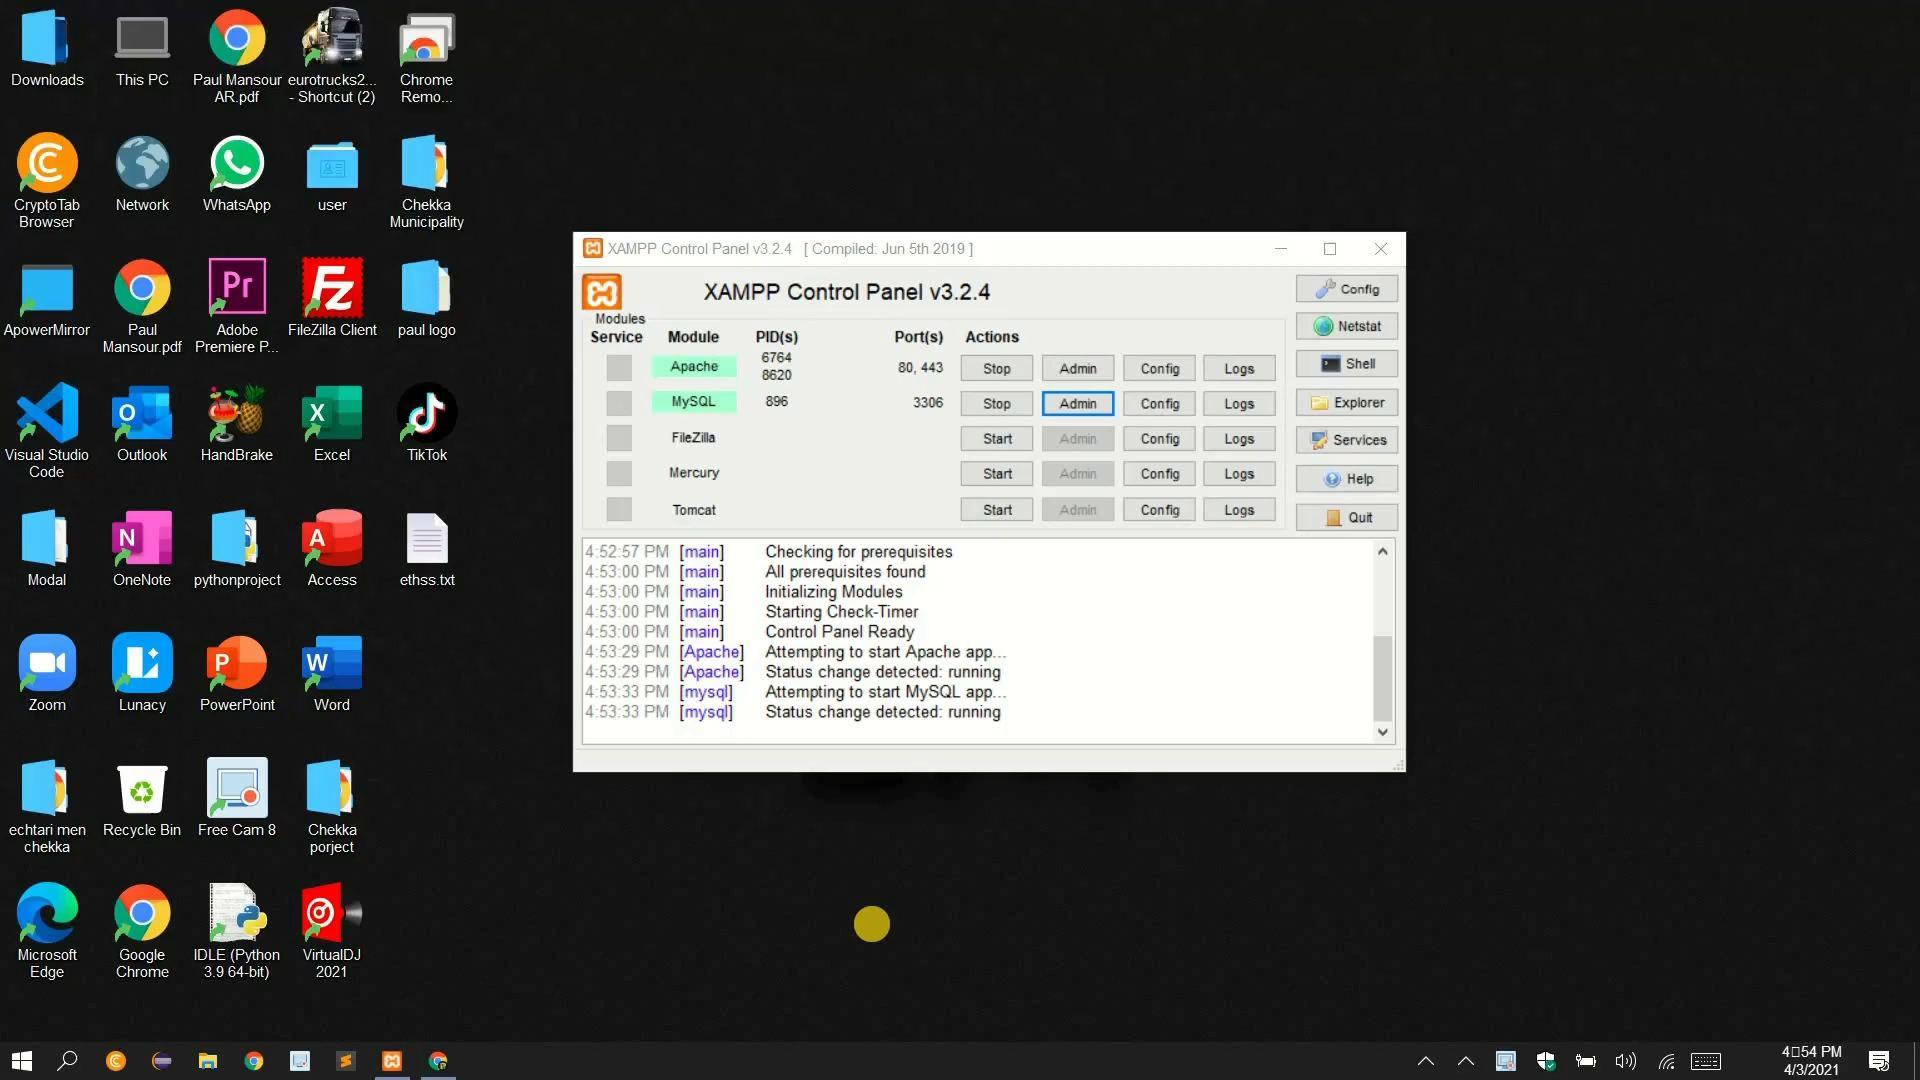 Downloads
This PC
Paul Mansour
AR.pdf
eurotrucks2...
- Shortcut (2)
Chrome
Remo...
CryptoTab
Browser
Network
WhatsApp
user
Chekka
Municipality
ApowerMirror
Paul
Mansour.pdf
Adobe
Premiere P...
FileZilla Client
paul logo
Visual Studio
Code
Outlook
HandBrake
Excel
TikTok
Modal
OneNote
pythonproject
Access
ethss.txt
Zoom
Lunacy
PowerPoint
Word
echtari men
chekka
Recycle Bin
Free Cam 8
Chekka
porject
Microsoft
Edge
Google
Chrome
IDLE (Python
3.9 64-bit)
VirtualDJ
2021
XAMPP Control Panel v3.2.4 [ Compiled: Jun 5th 2019 ]
XAMPP Control Panel v3.2.4
Modules
Service Module PID(s) Port(s) Actions
Apache 6764 8620 80, 443 Stop Admin Config Logs
MySQL 896 3306 Stop Admin Config Logs
FileZilla Start Admin Config Logs
Mercury Start Admin Config Logs
Tomcat Start Admin Config Logs
Config
Netstat
Shell
Explorer
Services
Help
Quit
4:52:57 PM [main] Checking for prerequisites
4:53:00 PM [main] All prerequisites found
4:53:00 PM [main] Initializing Modules
4:53:00 PM [main] Starting Check-Timer
4:53:00 PM [main] Control Panel Ready
4:53:29 PM [Apache] Attempting to start Apache app...
4:53:29 PM [Apache] Status change detected: running
4:53:33 PM [mysql] Attempting to start MySQL app...
4:53:33 PM [mysql] Status change detected: running
4□54 PM
4/3/2021